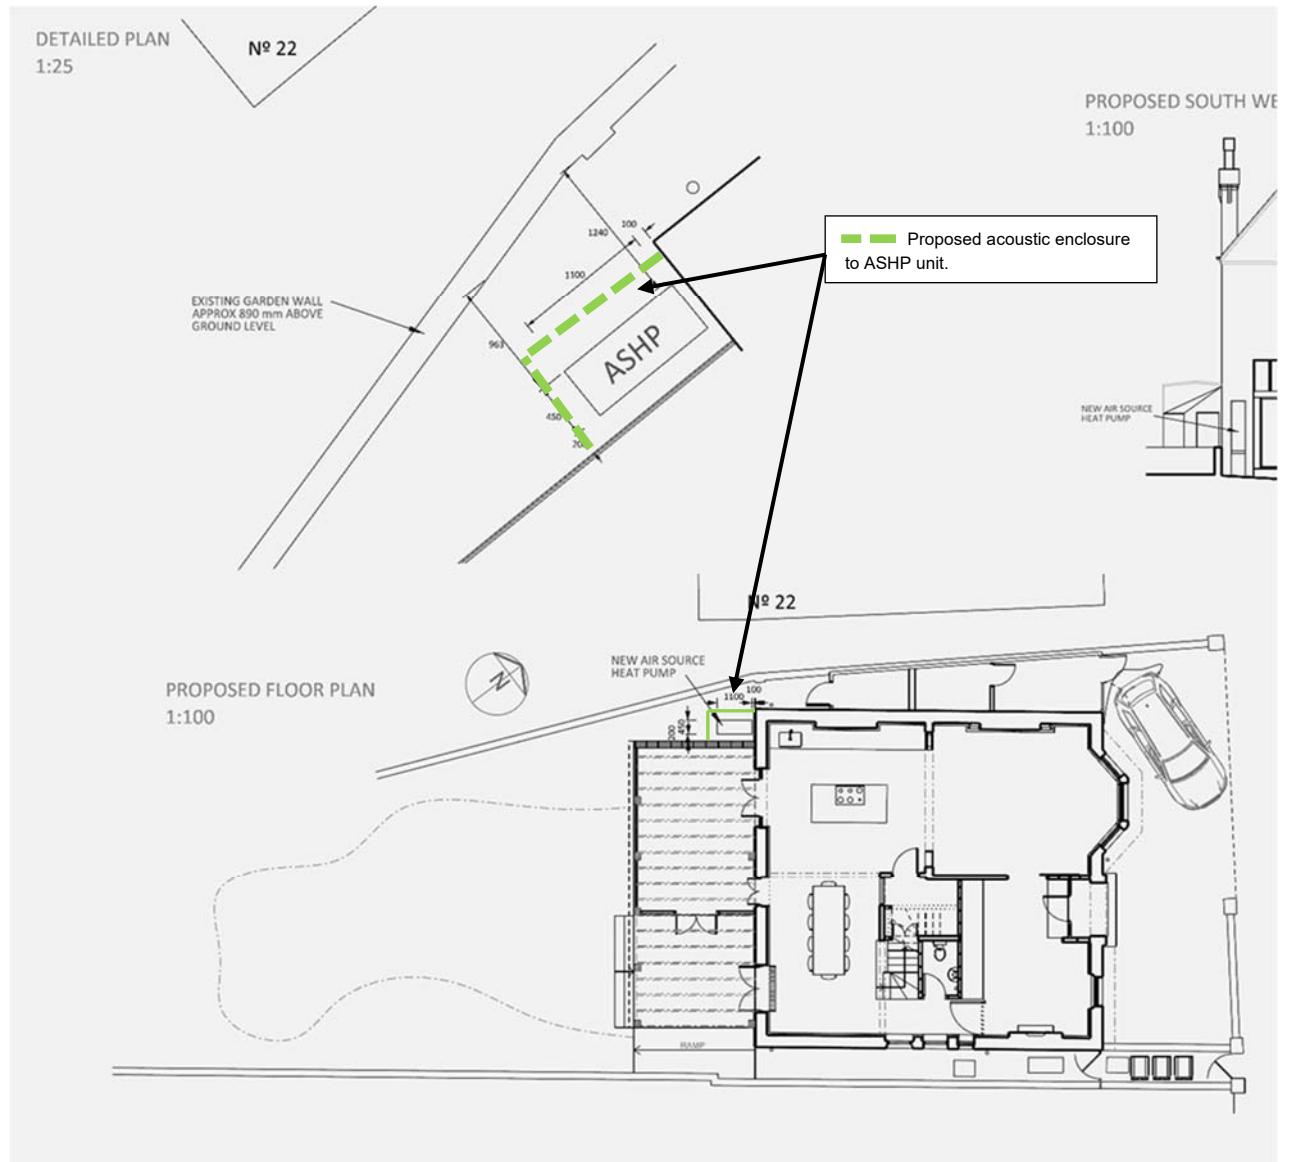 DETAILED PLAN
1:25
Nº 22
PROPOSED SOUTH WE
1:100
100
1240
1100
Proposed acoustic enclosure
to ASHP unit.
EXISTING GARDEN WALL
APPROX 890 mm ABOVE
GROUND LEVEL
963
ASHP
450
NEW AIR SOURCE
HEAT PUMP
Nº 22
NEW AIR SOURCE
HEAT PUMP
PROPOSED FLOOR PLAN
1:100
N
1100
100
450
200
RAMP